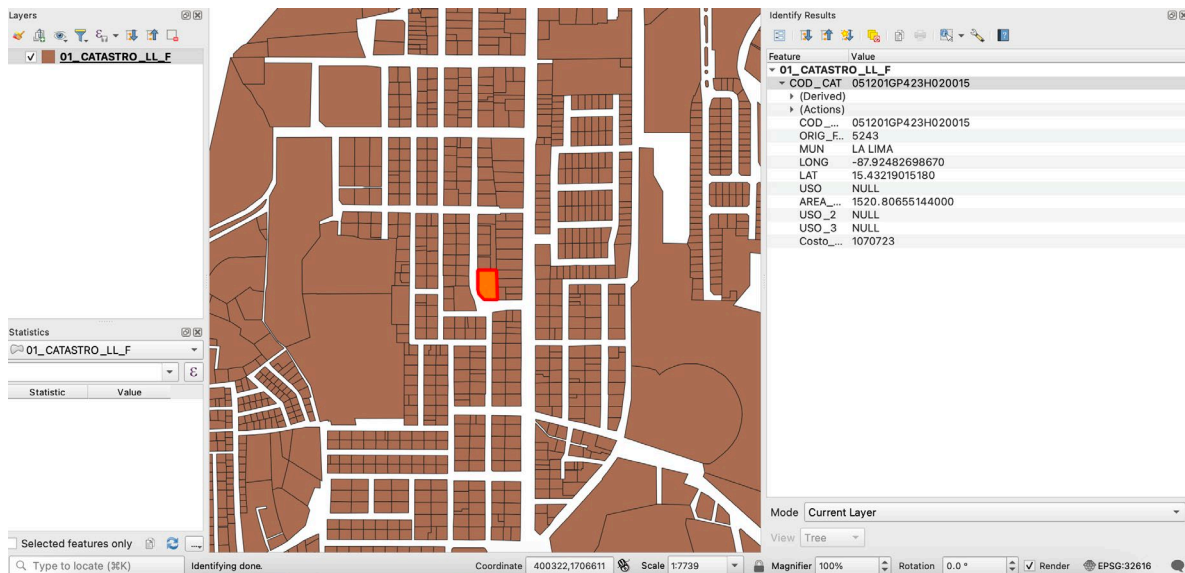 Layers
01_CATASTRO_LL_F
Statistics
01_CATASTRO_LL_F
ε
Statistic Value
Selected features only
Type to locate (⌘K)
Identifying done.
Coordinate 400322,1706611
Scale 1:7739
Magnifier 100%
Rotation 0.0 °
Render
EPSG:32616
Identify Results
Feature Value
01_CATASTRO_LL_F
COD_CAT 051201GP423H020015
(Derived)
(Actions)
COD_... 051201GP423H020015
ORIG_F... 5243
MUN LA LIMA
LONG -87.92482698670
LAT 15.43219015180
USO NULL
AREA_... 1520.80655144000
USO_2 NULL
USO_3 NULL
Costo_... 1070723
Mode Current Layer
View Tree